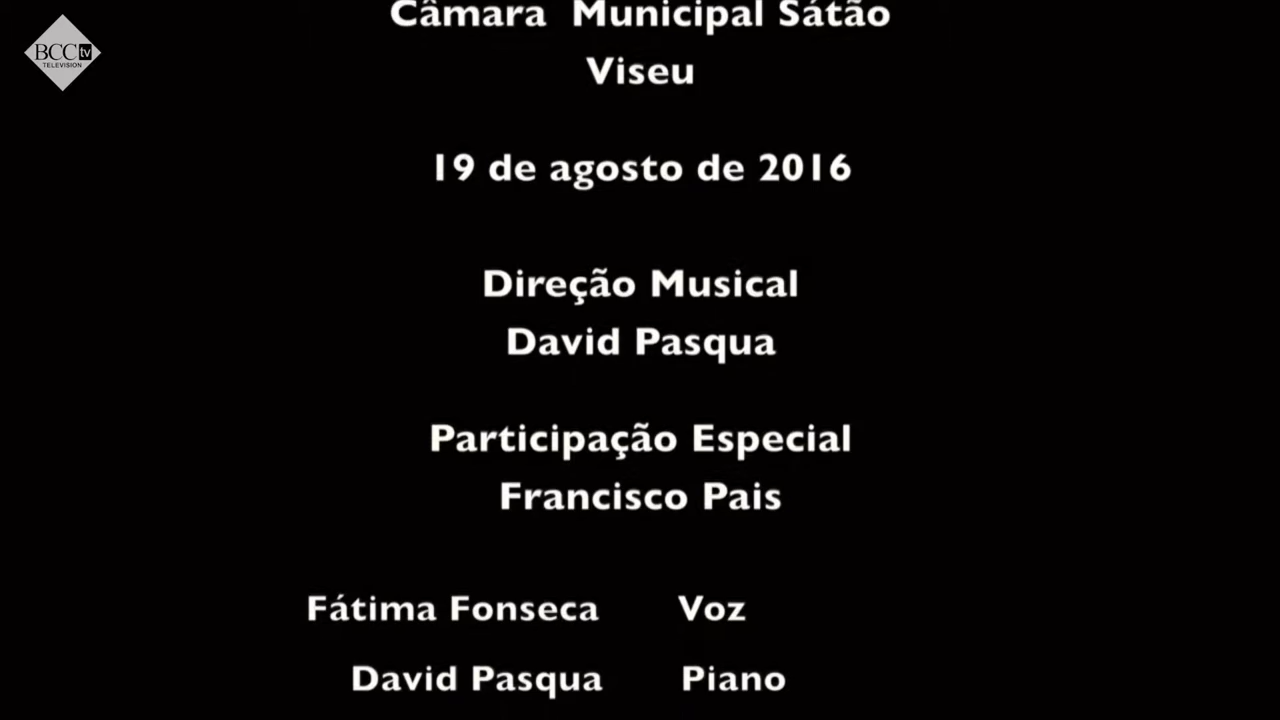 Câmara Municipal Sátão
BCC tv
TELEVISION
Viseu
19 de agosto de 2016
Direção Musical
David Pasqua
Participação Especial
Francisco Pais
Fátima Fonseca Voz
David Pasqua Piano